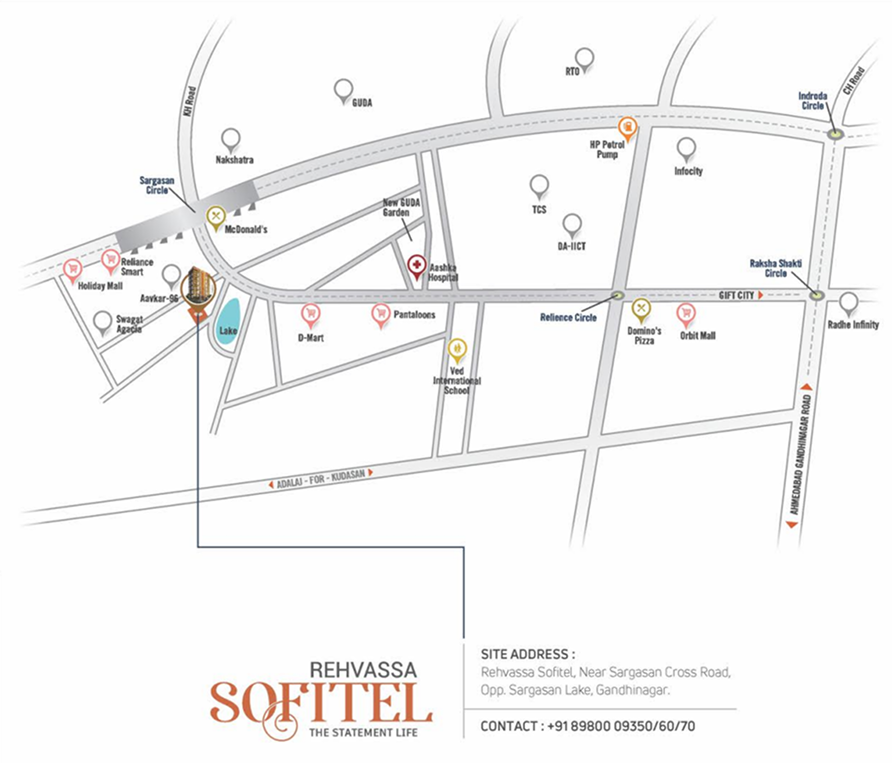 RTO
CH Road
KH Road
GUDA
Indroda
Circle
HP Petrol
Pump
Nakshatra
Infocity
Sargasan
Circle
New GUDA
Garden
TCS
McDonald's
DA-IICT
Reliance
Smart
Holiday Mall
Aashka
Hospital
Raksha Shakti
Circle
Aavkar-96
GIFT CITY
Swagat
Agacia
Lake
D-Mart
Pantaloons
Relience Circle
Domino's
Pizza
Orbit Mall
Radhe Infinity
Ved
International
School
AHMEDABAD GANDHINAGAR ROAD
ADALAJ - FOR - KUDASAN
REHVASSA
SOFITEL
THE STATEMENT LIFE
SITE ADDRESS :
Rehvassa Sofitel, Near Sargasan Cross Road,
Opp. Sargasan Lake, Gandhinagar.
CONTACT : +91 89800 09350/60/70